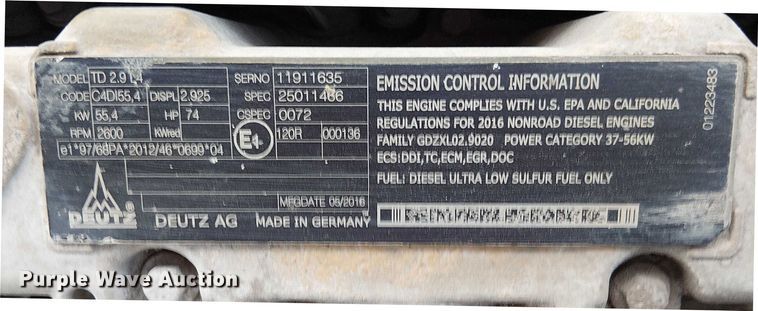 MODEL TD 2.9 L4 SERNO 11911635
CODE C4DI55,4 DISPL 2.925 SPEC 25011466
KW 55,4 HP 74 CSPEC 0072
RPM 2600 KWred E1 120R 000136
e1*97/68PA*2012/46*0699*04
MFGDATE 05/2016
DEUTZ ®
DEUTZ AG MADE IN GERMANY
EMISSION CONTROL INFORMATION
THIS ENGINE COMPLIES WITH U.S. EPA AND CALIFORNIA
REGULATIONS FOR 2016 NONROAD DIESEL ENGINES
FAMILY GDZXL02.9020 POWER CATEGORY 37-56KW
ECS:DDI,TC,ECM,EGR,DOC
FUEL: DIESEL ULTRA LOW SULFUR FUEL ONLY
01223483
Purple Wave Auction